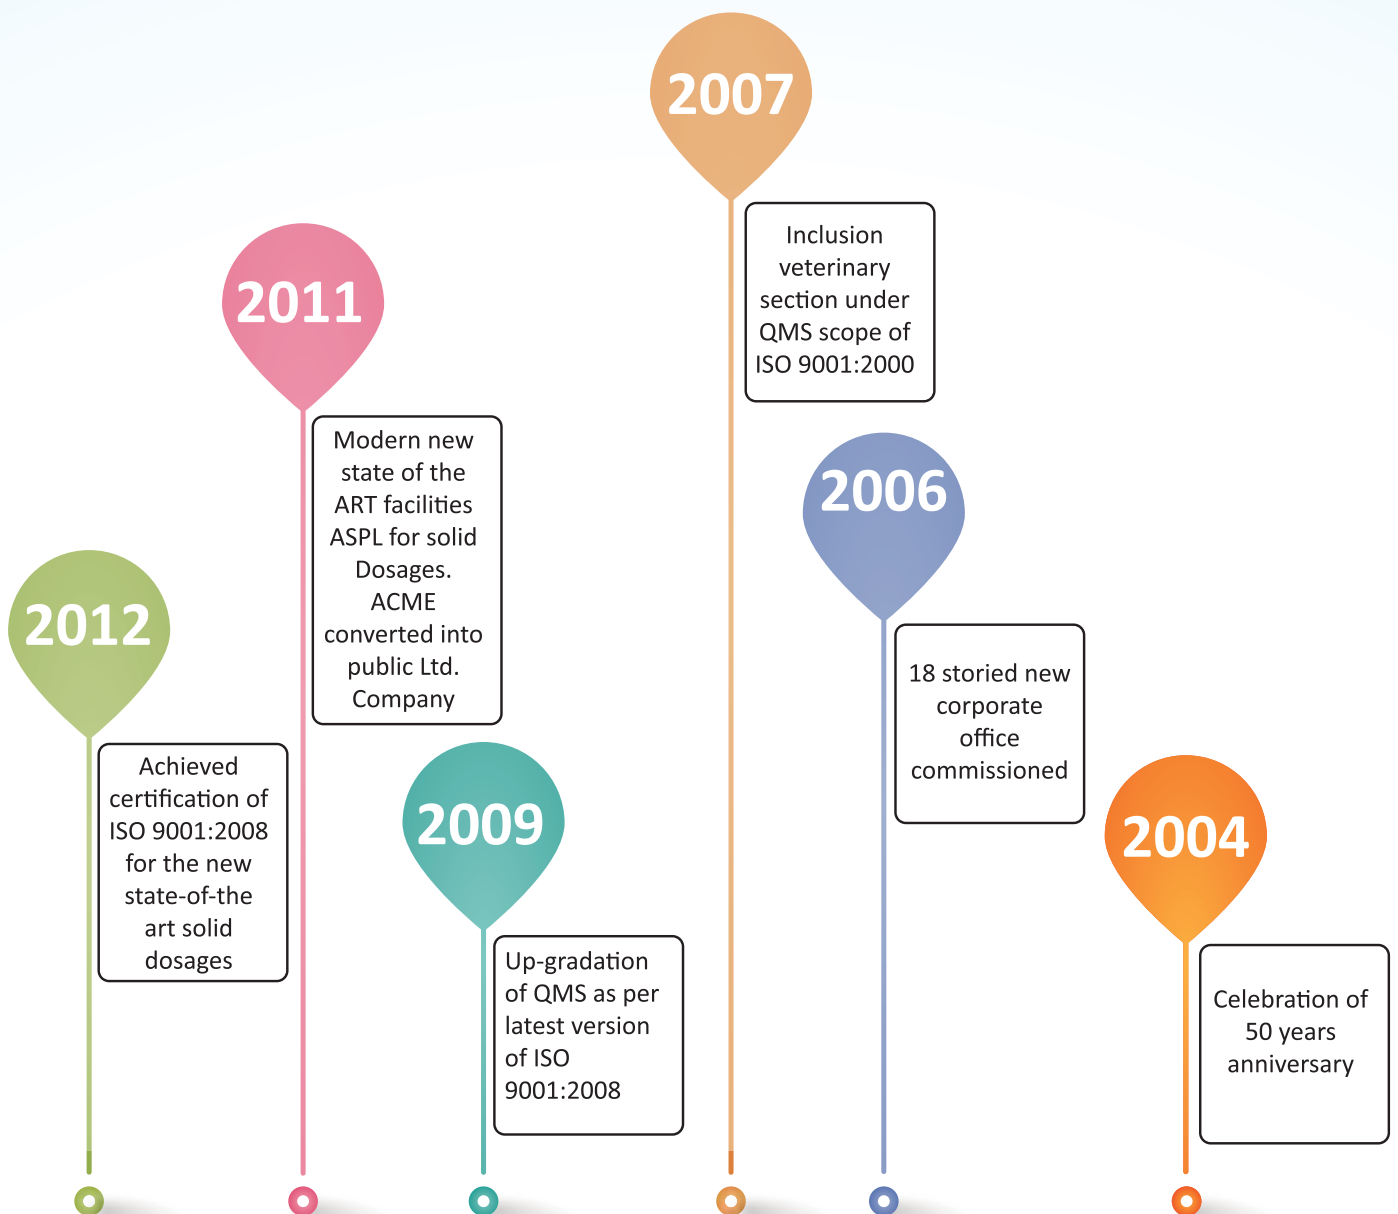 2012
Achieved
certification of
ISO 9001:2008
for the new
state-of-the
art solid
dosages
2011
Modern new
state of the
ART facilities
ASPL for solid
Dosages.
ACME
converted into
public Ltd.
Company
2009
Up-gradation
of QMS as per
latest version
of ISO
9001:2008
2007
Inclusion
veterinary
section under
QMS scope of
ISO 9001:2000
2006
18 storied new
corporate
office
commissioned
2004
Celebration of
50 years
anniversary